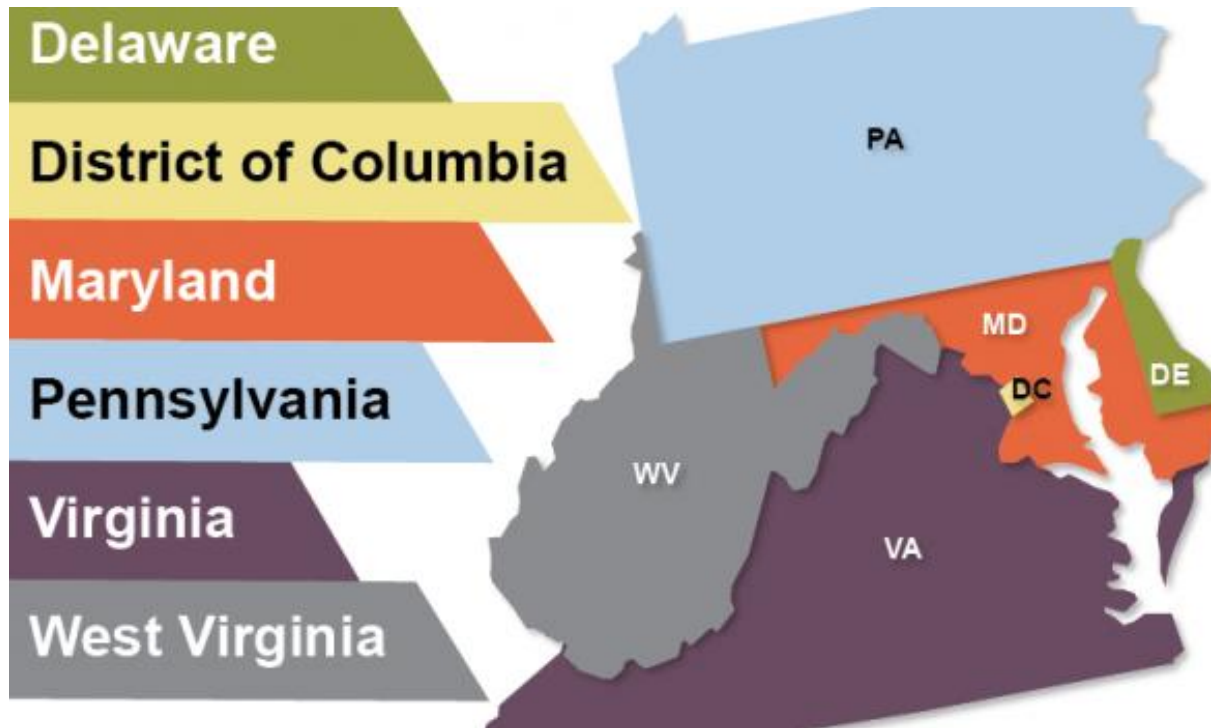 Delaware
District of Columbia
Maryland
Pennsylvania
Virginia
West Virginia
PA
MD
DE
DC
WV
VA